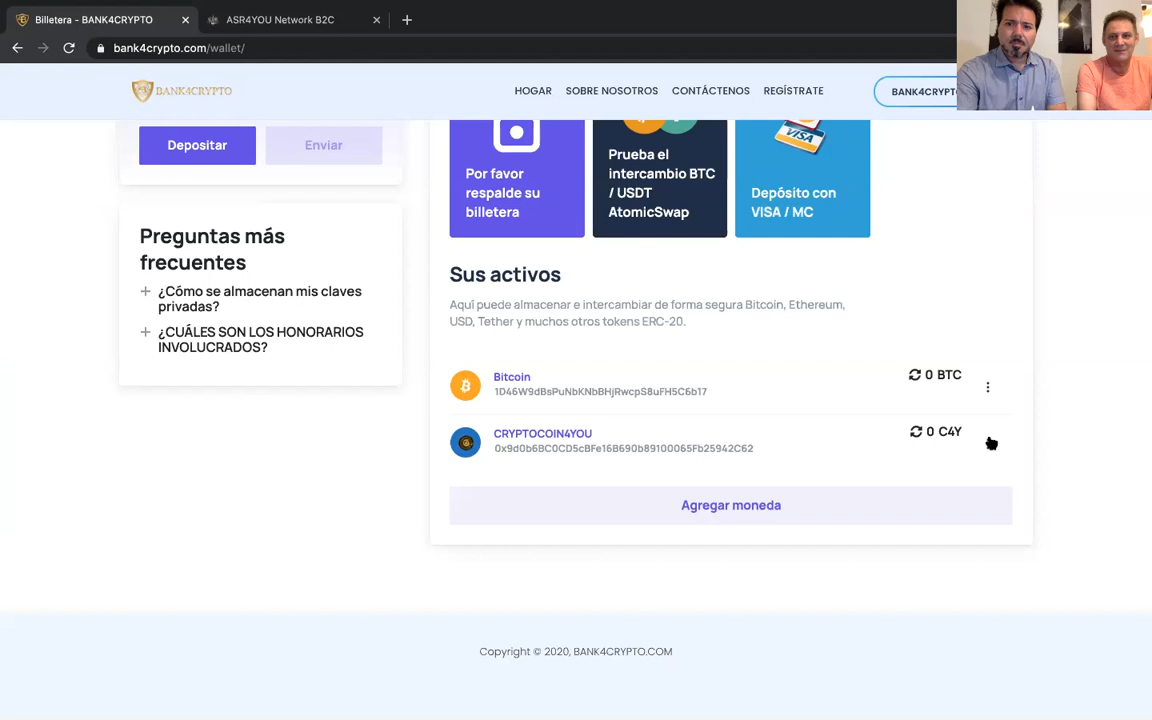 Billetera - BANK4CRYPTO
ASR4YOU Network B2C
bank4crypto.com/wallet/
BANK4CRYPTO
HOGAR
SOBRE NOSOTROS
CONTÁCTENOS
REGÍSTRATE
Depositar
Enviar
Por favor
respalde su
billetera
Prueba el
intercambio BTC
/ USDT
AtomicSwap
VISA
Depósito con
VISA / MC
Preguntas más
frecuentes
¿Cómo se almacenan mis claves
privadas?
¿CUÁLES SON LOS HONORARIOS
INVOLUCRADOS?
Sus activos
Aquí puede almacenar e intercambiar de forma segura Bitcoin, Ethereum,
USD, Tether y muchos otros tokens ERC-20.
Bitcoin
1D46W9dBsPuNbKNbBHjRwcpS8uFH5C6b17
0 BTC
CRYPTOCOIN4YOU
0x9d0b6BC0CD5cBFe16B690b89100065Fb25942C62
0 C4Y
Agregar moneda
Copyright © 2020, BANK4CRYPTO.COM